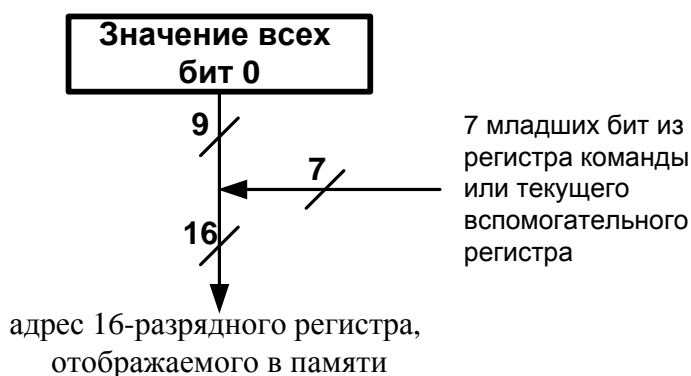 Значение всех
бит 0
9
7
7 младших бит из
регистра команды
или текущего
вспомогательного
регистра
16
адрес 16-разрядного регистра,
отображаемого в памяти